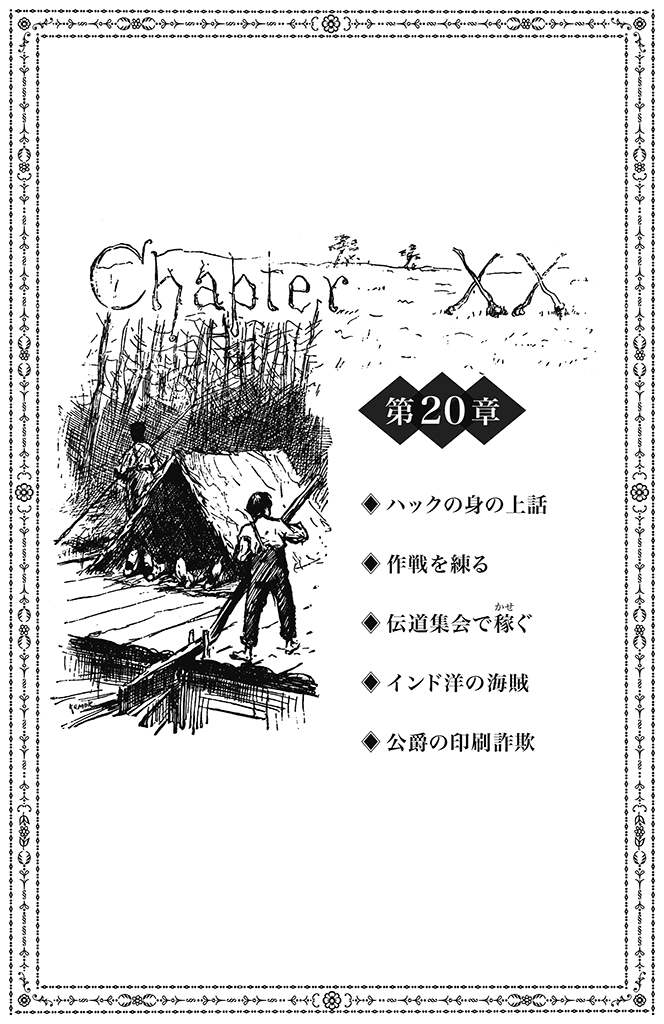 Chapter XX
第20章
◈ハックの身の上話
◈作戦を練る
かせ
◈伝道集会で稼ぐ
◈インド洋の海賊
◈公爵の印刷詐欺